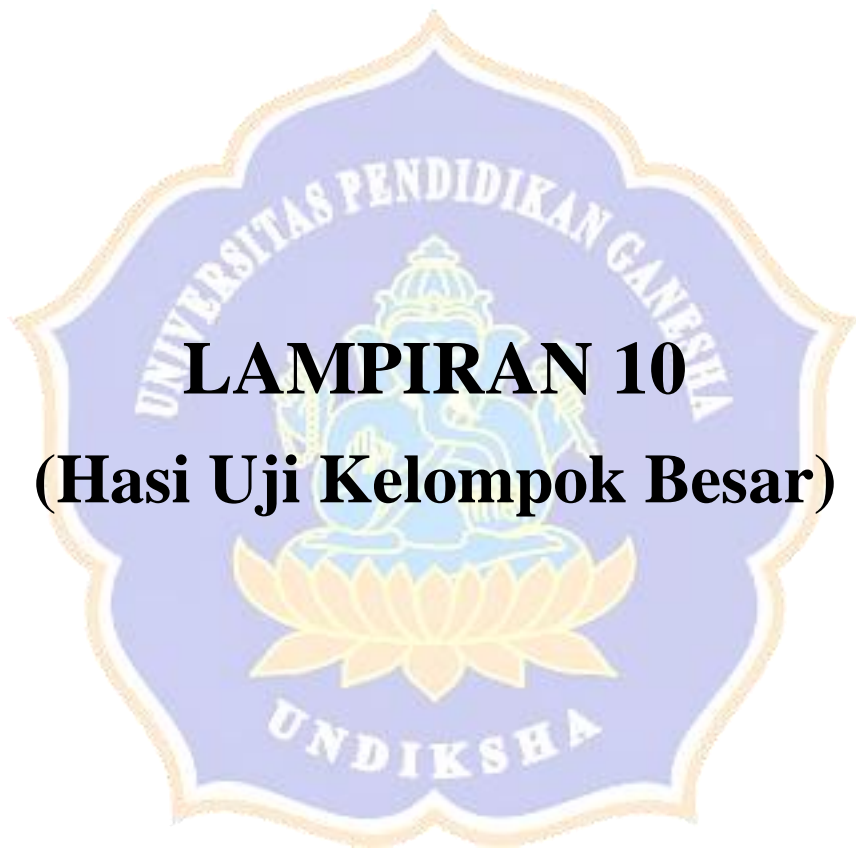 UNIVERSITAS PENDIDIKAN GANESHA
LAMPIRAN 10
(Hasi Uji Kelompok Besar)
UNDIKSHA